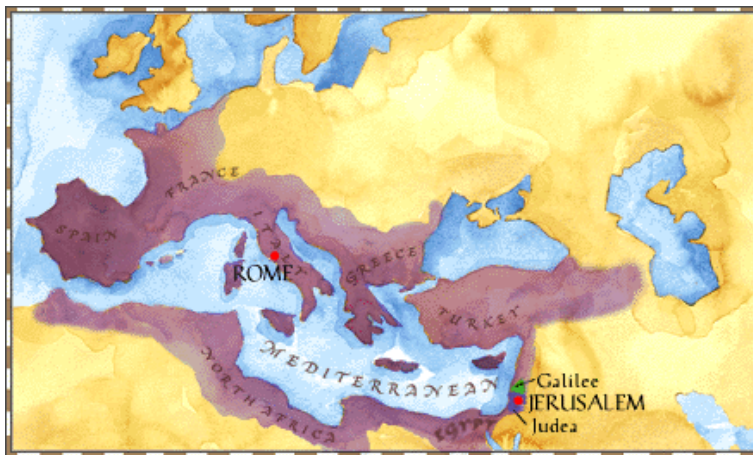 FRANCE
SPAIN
ITALY
ROME
GREECE
TURKEY
MEDITERRANEAN
NORTH AFRICA
EGYPT
Galilee
JERUSALEM
Judea